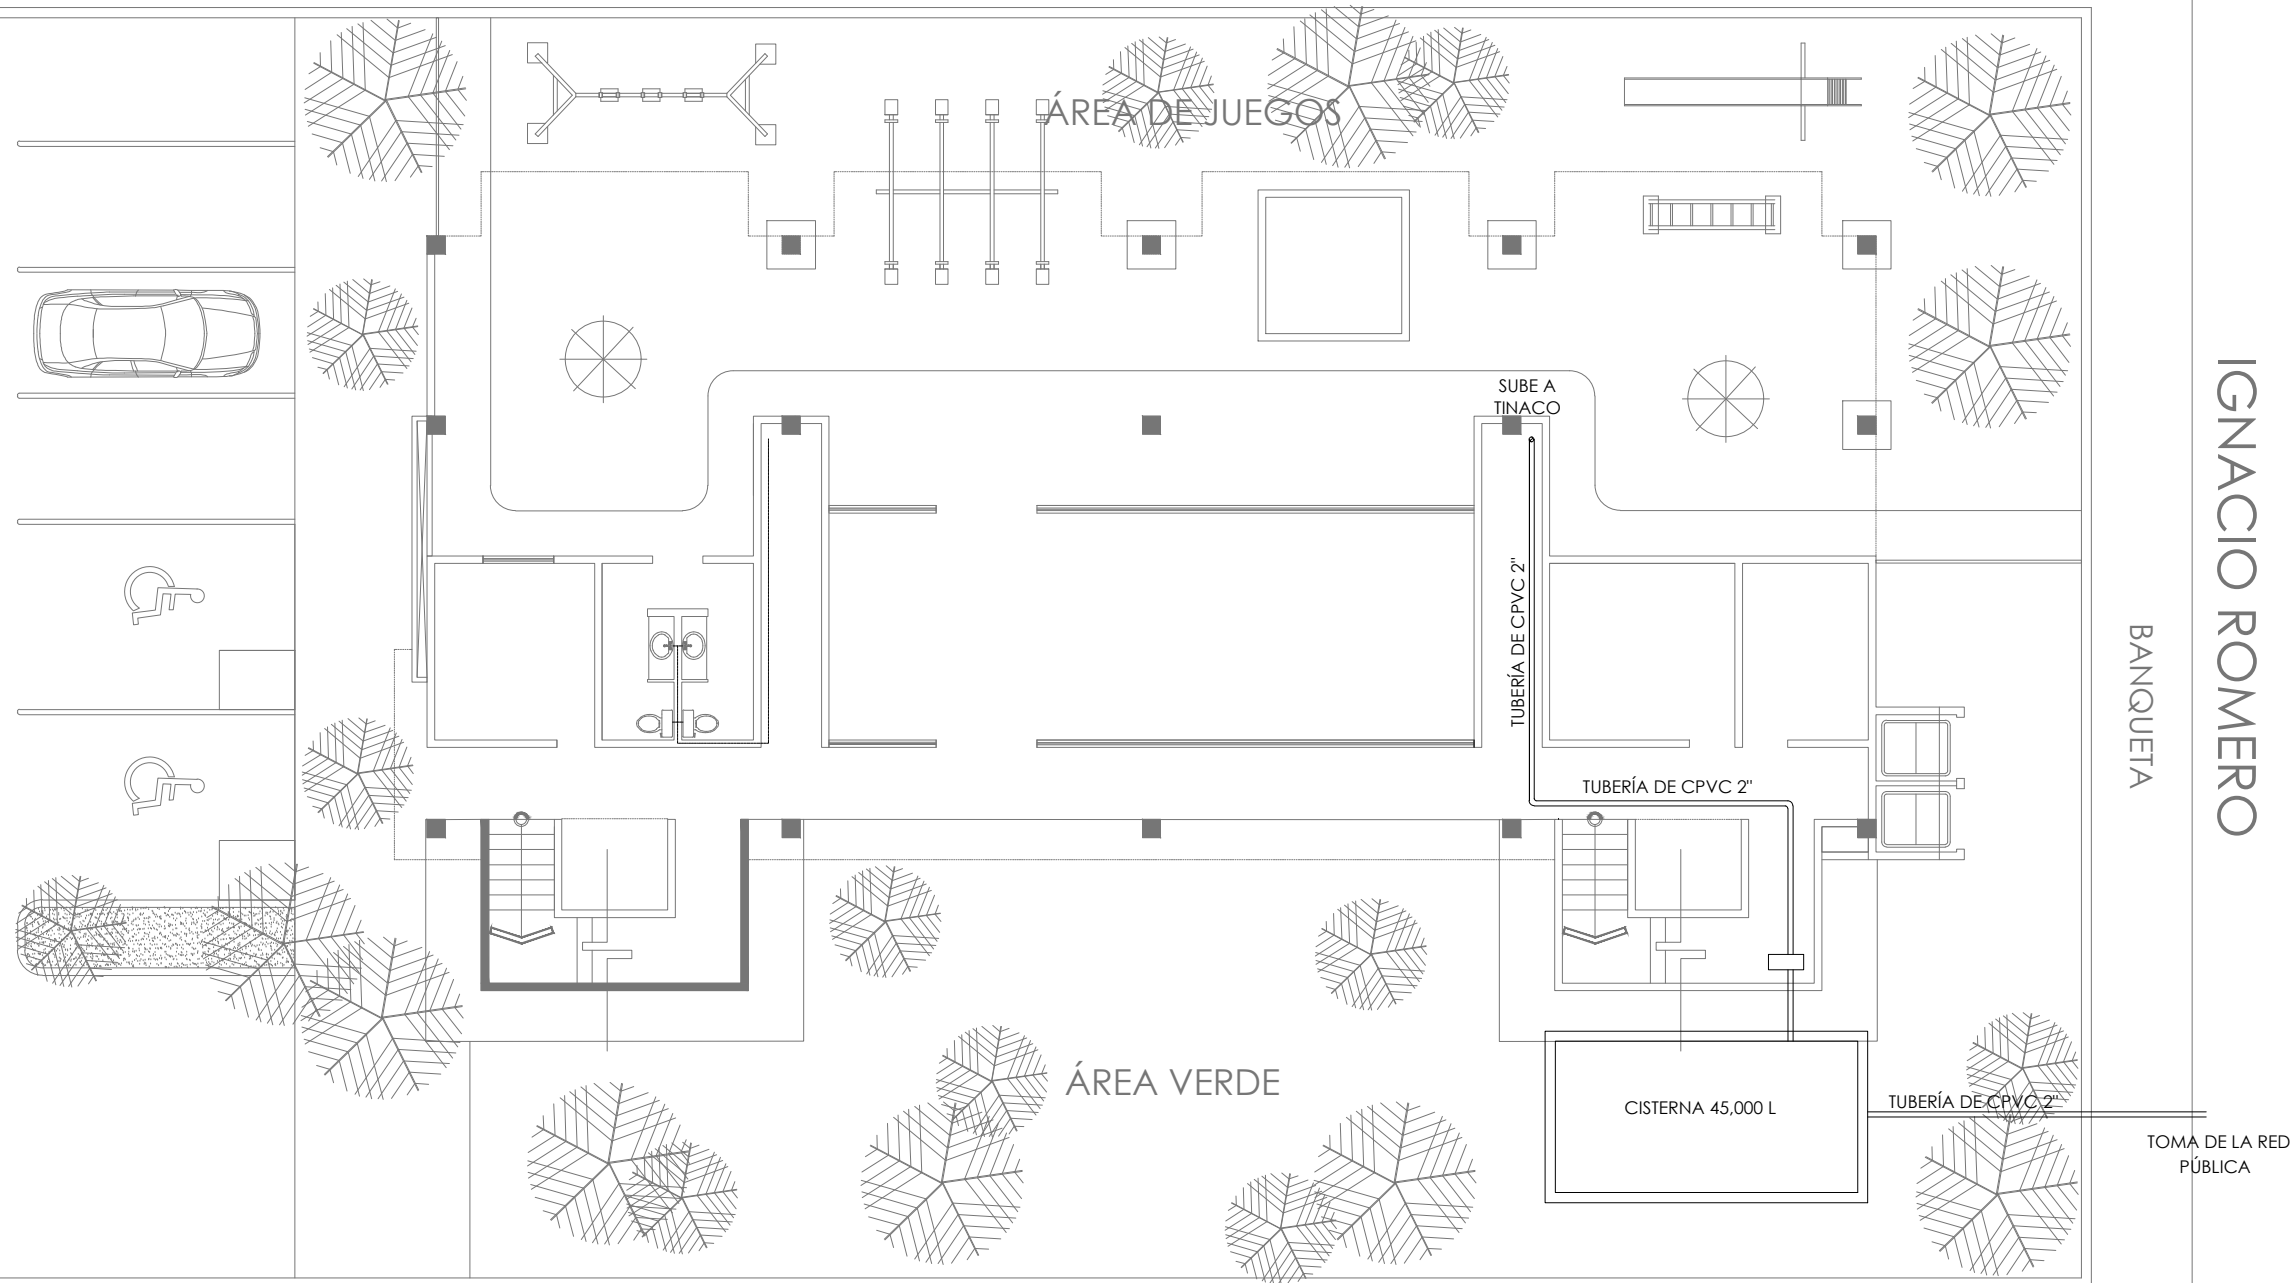 ÁREA DE JUEGOS
SUBE A
TINACO
TUBERÍA DE CPVC 2"
TUBERÍA DE CPVC 2"
IGNACIO ROMERO
BANQUETA
ÁREA VERDE
CISTERNA 45,000 L
TUBERÍA DE CPVC 2"
TOMA DE LA RED
PÚBLICA